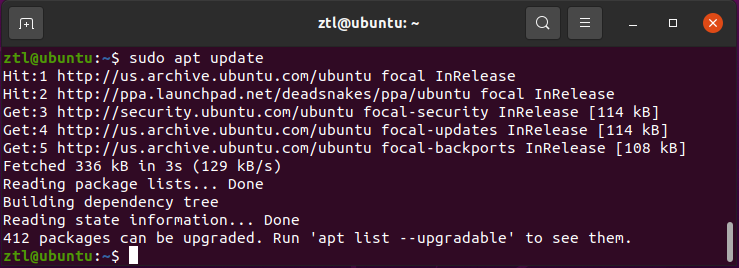 ztl@ubuntu: ~
ztl@ubuntu:~$ sudo apt update
Hit:1 http://us.archive.ubuntu.com/ubuntu focal InRelease
Hit:2 http://ppa.launchpad.net/deadsnakes/ppa/ubuntu focal InRelease
Get:3 http://security.ubuntu.com/ubuntu focal-security InRelease [114 kB]
Get:4 http://us.archive.ubuntu.com/ubuntu focal-updates InRelease [114 kB]
Get:5 http://us.archive.ubuntu.com/ubuntu focal-backports InRelease [108 kB]
Fetched 336 kB in 3s (129 kB/s)
Reading package lists... Done
Building dependency tree
Reading state information... Done
412 packages can be upgraded. Run 'apt list --upgradable' to see them.
ztl@ubuntu:~$